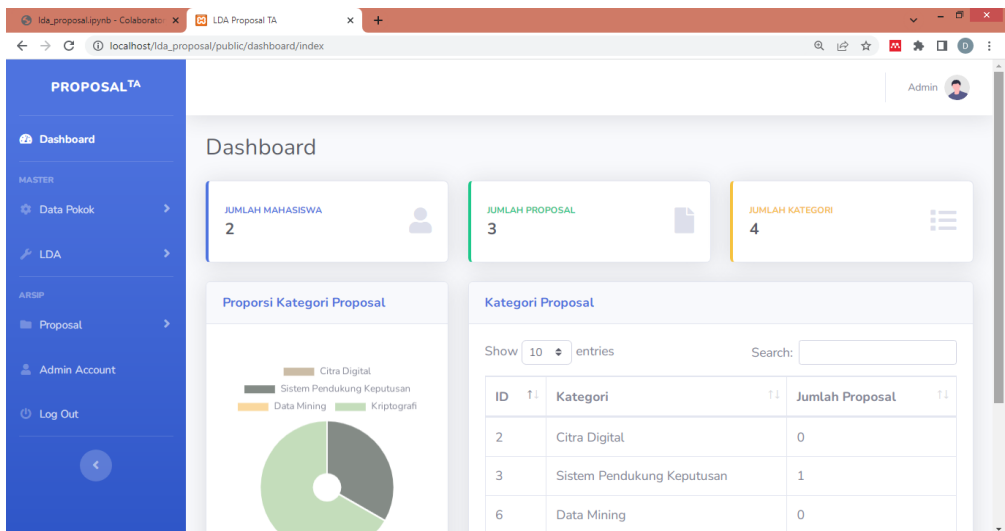 lda_proposal.ipynb - Colaborato
LDA Proposal TA
localhost/lda_proposal/public/dashboard/index
D
PROPOSALTA
Admin
Dashboard
MASTER
Data Pokok
LDA
ARSIP
Proposal
Admin Account
Log Out
Dashboard
JUMLAH MAHASISWA
2
JUMLAH PROPOSAL
3
JUMLAH KATEGORI
4
Proporsi Kategori Proposal
Citra Digital
Sistem Pendukung Keputusan
Data Mining Kriptografi
Kategori Proposal
Show 10 entries
Search:
ID Kategori Jumlah Proposal
2 Citra Digital 0
3 Sistem Pendukung Keputusan 1
6 Data Mining 0